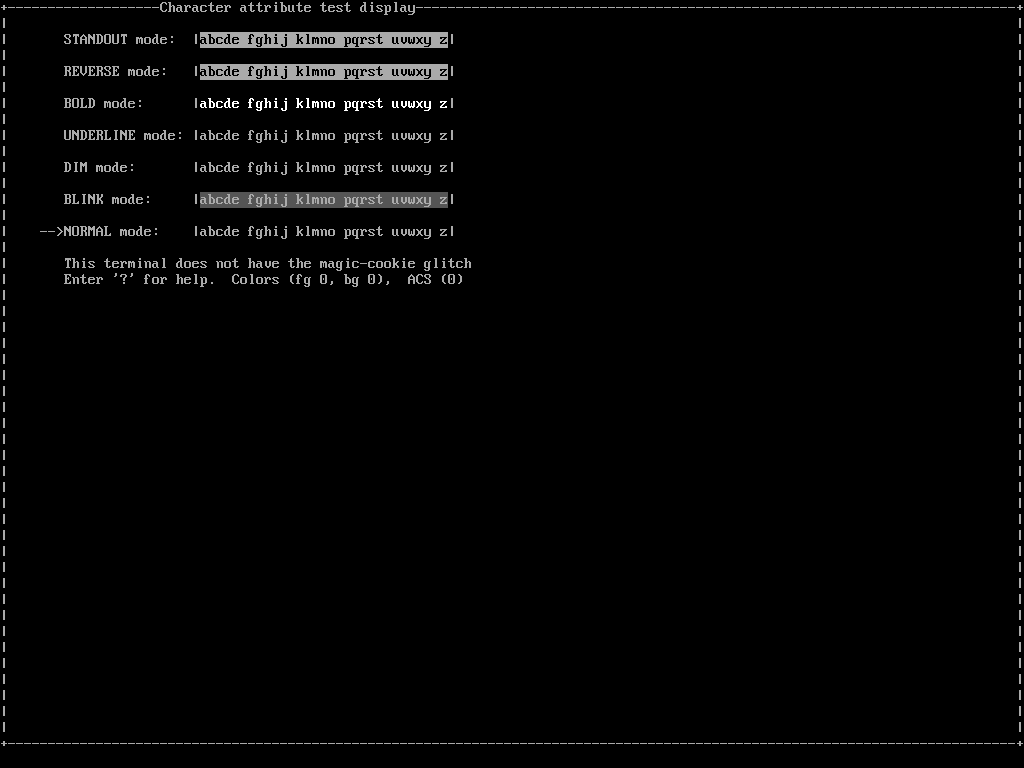 Character attribute test display
STANDOUT mode: |abcde fghij klmno pqrst uvwxy z|
REVERSE mode: |abcde fghij klmno pqrst uvwxy z|
BOLD mode: |abcde fghij klmno pqrst uvwxy z|
UNDERLINE mode: |abcde fghij klmno pqrst uvwxy z|
DIM mode: |abcde fghij klmno pqrst uvwxy z|
BLINK mode: |abcde fghij klmno pqrst uvwxy z|
-->NORMAL mode: |abcde fghij klmno pqrst uvwxy z|
This terminal does not have the magic-cookie glitch
Enter '?' for help.  Colors (fg 0, bg 0),  ACS (0)